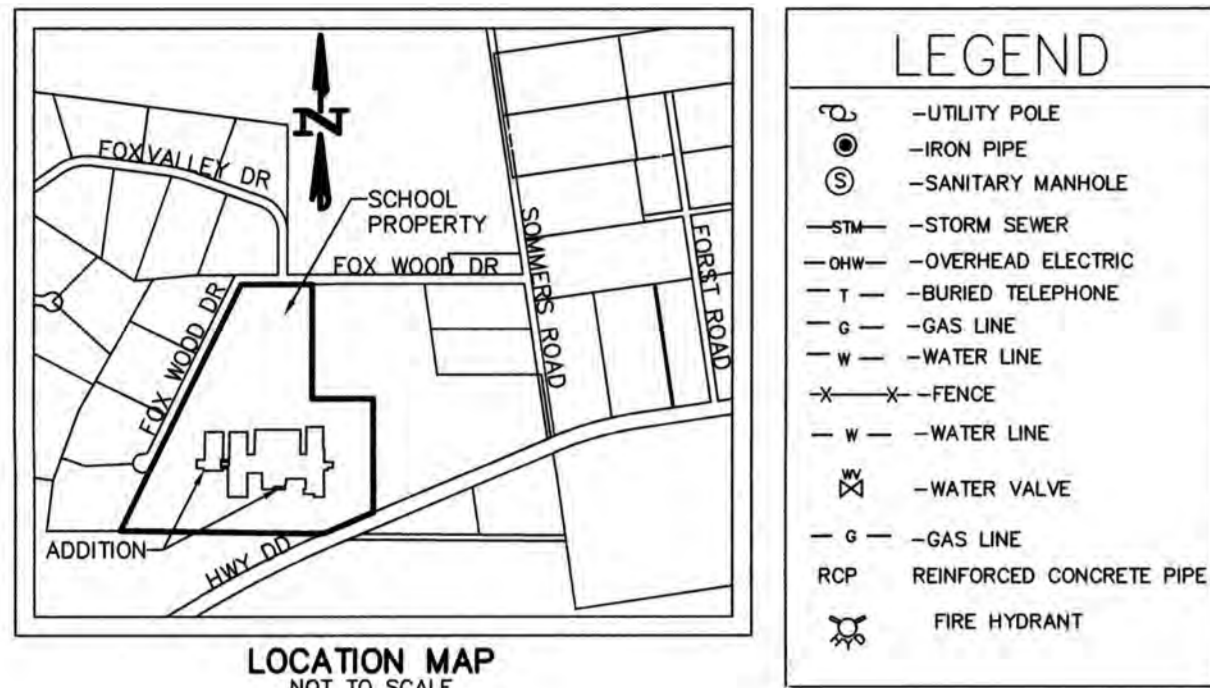 N
FOX VALLEY DR
SCHOOL
PROPERTY
FOX WOOD DR
SOMMERS ROAD
FORST ROAD
FOX WOOD DR
ADDITION
HWY DD
LOCATION MAP
NOT TO SCALE
LEGEND
-UTILITY POLE
-IRON PIPE
S -SANITARY MANHOLE
STM -STORM SEWER
OHW -OVERHEAD ELECTRIC
T -BURIED TELEPHONE
G -GAS LINE
W -WATER LINE
X X -FENCE
W -WATER LINE
WV -WATER VALVE
G -GAS LINE
RCP REINFORCED CONCRETE PIPE
FIRE HYDRANT